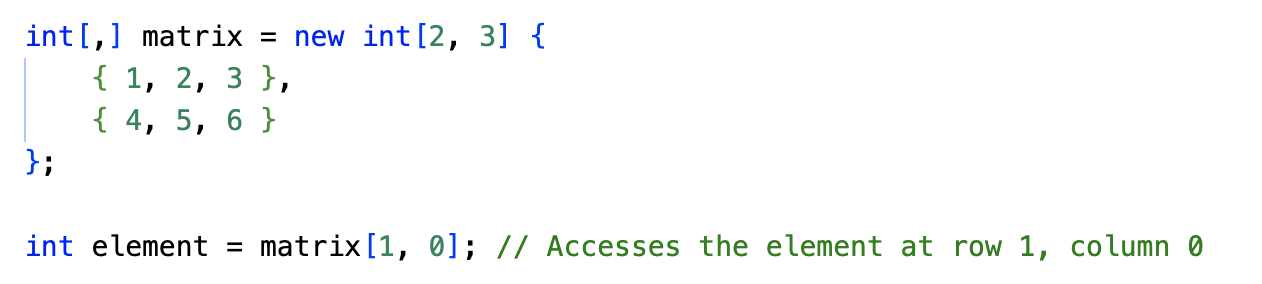 int[,] matrix = new int[2, 3] {
    { 1, 2, 3 },
    { 4, 5, 6 }
};

int element = matrix[1, 0]; // Accesses the element at row 1, column 0